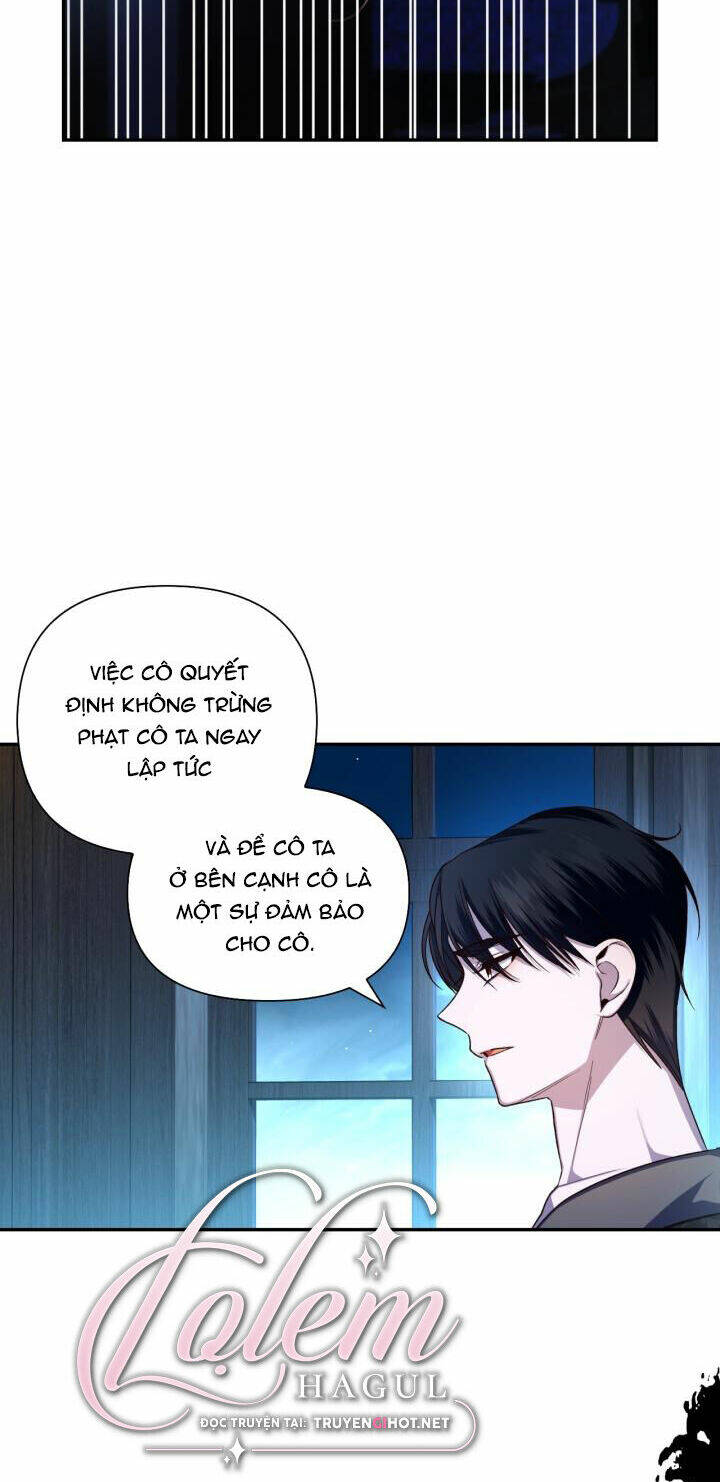 VIỆC CÔ QUYẾT
ĐỊNH KHÔNG TRỪNG
PHẠT CÔ TA NGAY
LẬP TỨC
VÀ ĐỂ CÔ TA
Ở BÊN CẠNH CÔ LÀ
MỘT SỰ ĐẢM BẢO
CHO CÔ.
Lọlem
HAGUL
ĐỌC TRUYỆN TẠI: TRUYENGIHOT.NET